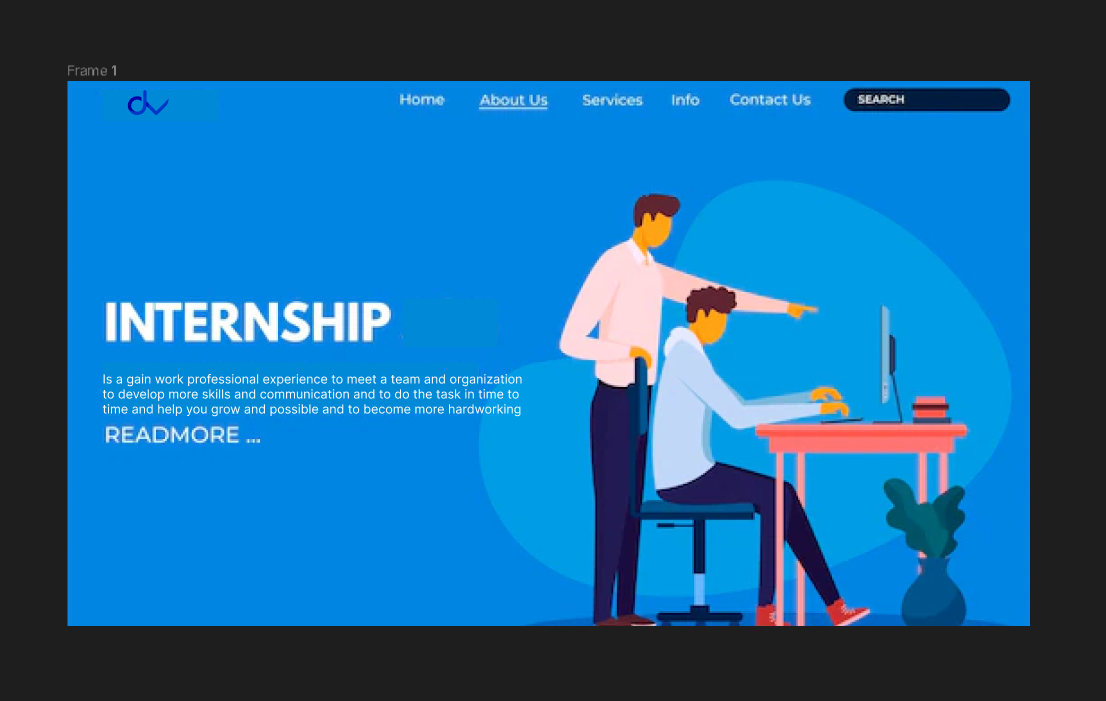 Frame 1
Home About Us Services Info Contact Us SEARCH
INTERNSHIP
Is a gain work professional experience to meet a team and organization
to develop more skills and communication and to do the task in time to
time and help you grow and possible and to become more hardworking
READMORE ...